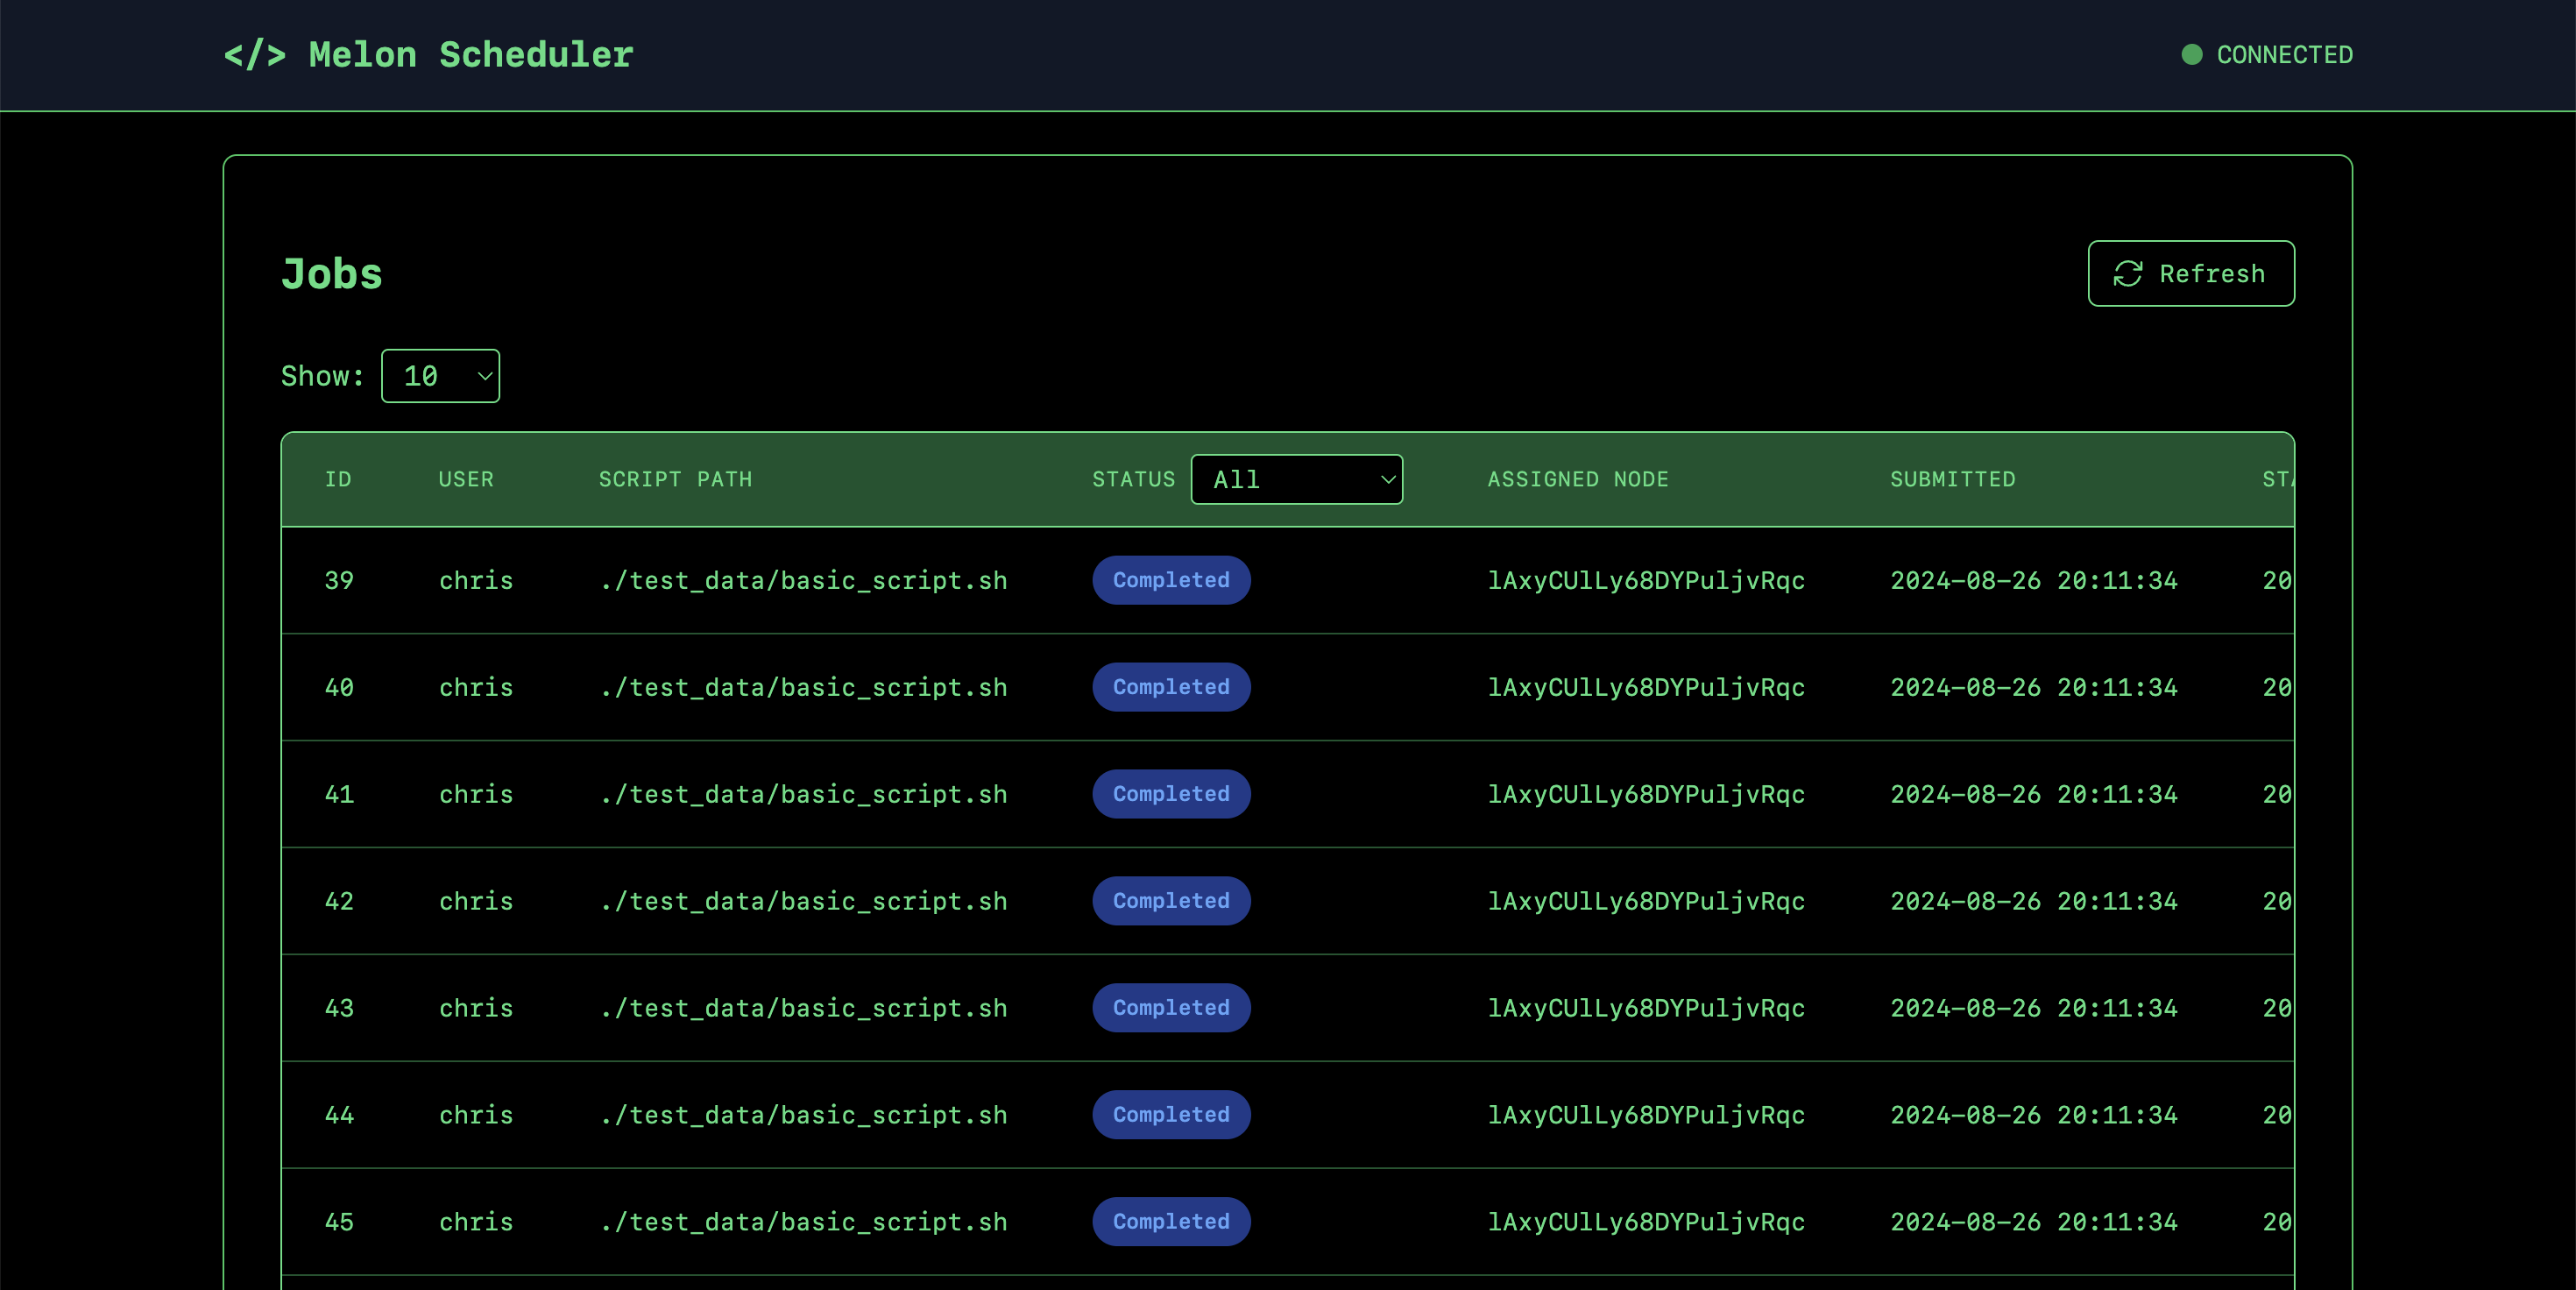 </> Melon Scheduler CONNECTED
Jobs Refresh
Show: 10
ID USER SCRIPT PATH STATUS All ASSIGNED NODE SUBMITTED
39 chris ./test_data/basic_script.sh Completed lAxyCUlLy68DYPuljvRqc 2024-08-26 20:11:34 20
40 chris ./test_data/basic_script.sh Completed lAxyCUlLy68DYPuljvRqc 2024-08-26 20:11:34 20
41 chris ./test_data/basic_script.sh Completed lAxyCUlLy68DYPuljvRqc 2024-08-26 20:11:34 20
42 chris ./test_data/basic_script.sh Completed lAxyCUlLy68DYPuljvRqc 2024-08-26 20:11:34 20
43 chris ./test_data/basic_script.sh Completed lAxyCUlLy68DYPuljvRqc 2024-08-26 20:11:34 20
44 chris ./test_data/basic_script.sh Completed lAxyCUlLy68DYPuljvRqc 2024-08-26 20:11:34 20
45 chris ./test_data/basic_script.sh Completed lAxyCUlLy68DYPuljvRqc 2024-08-26 20:11:34 20